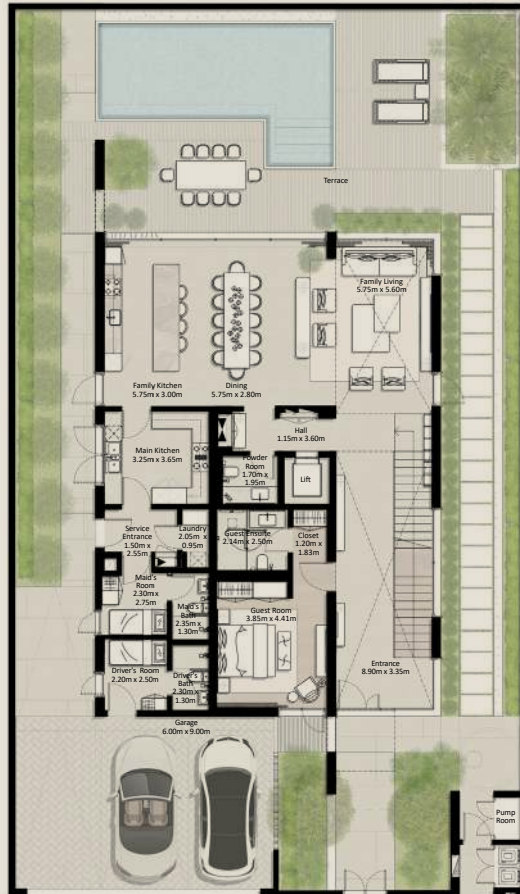 Terrace
Family Living
5.75m x 5.60m
Family Kitchen
5.75m x 3.00m
Dining
5.75m x 2.80m
Hall
1.15m x 3.60m
Main Kitchen
3.25m x 3.65m
Powder
Room
1.70m x
1.95m
Lift
Service
Entrance
1.50m x
2.55m
Laundry
2.05m x
0.95m
Guest Ensuite
2.14m x 2.50m
Closet
1.20m x
1.83m
Maid's
Room
2.30m x
2.75m
Maid's
Bath
2.35m x
1.30m
Guest Room
3.85m x 4.41m
Driver's Room
2.20m x 2.50m
Driver's
Bath
2.30m x
1.30m
Entrance
8.90m x 3.35m
Garage
6.00m x 9.00m
Pump
Room